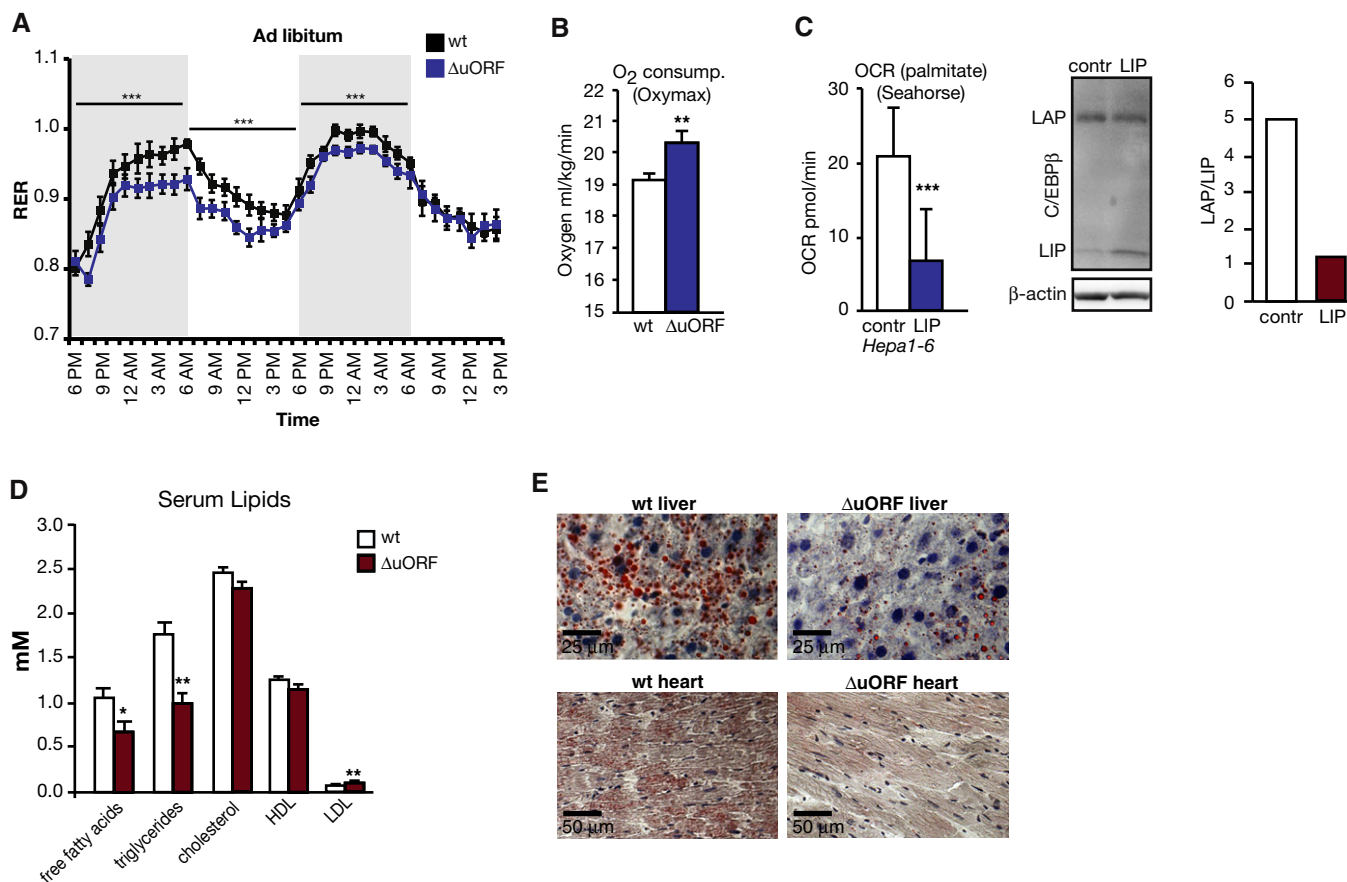 A
Ad libitum
wt
ΔuORF
1.1
1.0
0.9
0.8
0.7
RER
***
***
***
6 PM
9 PM
12 AM
3 AM
6 AM
9 AM
12 PM
3 PM
6 PM
9 PM
12 AM
3 AM
6 AM
9 AM
12 PM
3 PM
Time
B
O2 consump.
(Oxymax)
22
21
20
19
18
17
16
15
Oxygen ml/kg/min
**
wt ΔuORF
C
OCR (palmitate)
(Seahorse)
30
20
10
0
OCR pmol/min
***
contr LIP
Hepa1-6
contr LIP
LAP
C/EBPβ
LIP
β-actin
6
5
4
3
2
1
0
LAP/LIP
contr LIP
D
Serum Lipids
wt
ΔuORF
3.0
2.5
2.0
1.5
1.0
0.5
0.0
mM
*
**
**
free fatty acids
triglycerides
cholesterol
HDL
LDL
E
wt liver
ΔuORF liver
25 µm
25 µm
wt heart
ΔuORF heart
50 µm
50 µm